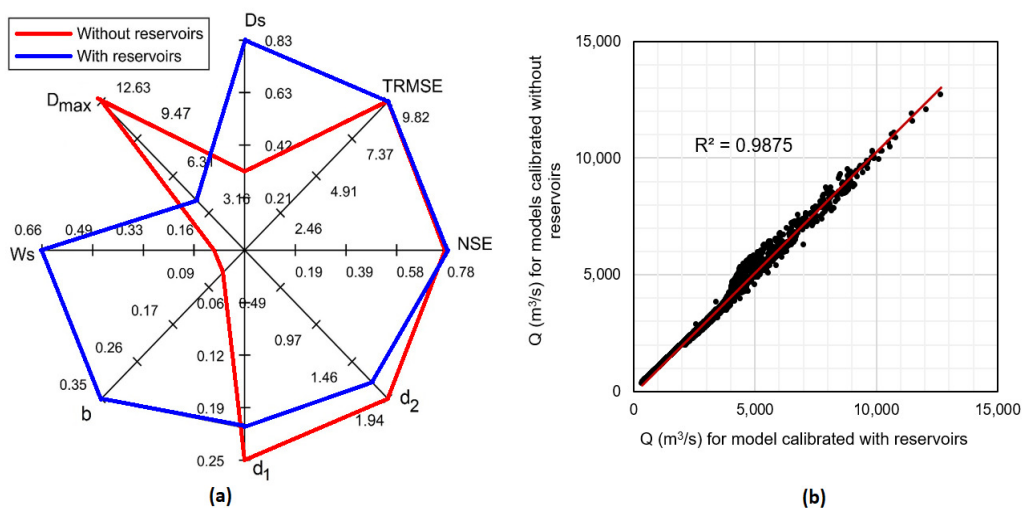 Without reservoirs
With reservoirs
Ds
0.83
0.63
0.42
0.21
TRMSE
9.82
7.37
4.91
2.46
NSE
0.78
0.58
0.39
0.19
d2
1.94
1.46
0.97
0.49
d1
0.25
0.19
0.12
0.06
b
0.35
0.26
0.17
0.09
Ws
0.66
0.49
0.33
0.16
Dmax
12.63
9.47
6.31
3.16
(a)
Q (m³/s) for models calibrated without
reservoirs
15,000
10,000
5,000
0
R² = 0.9875
0
5,000
10,000
15,000
Q (m³/s) for model calibrated with reservoirs
(b)